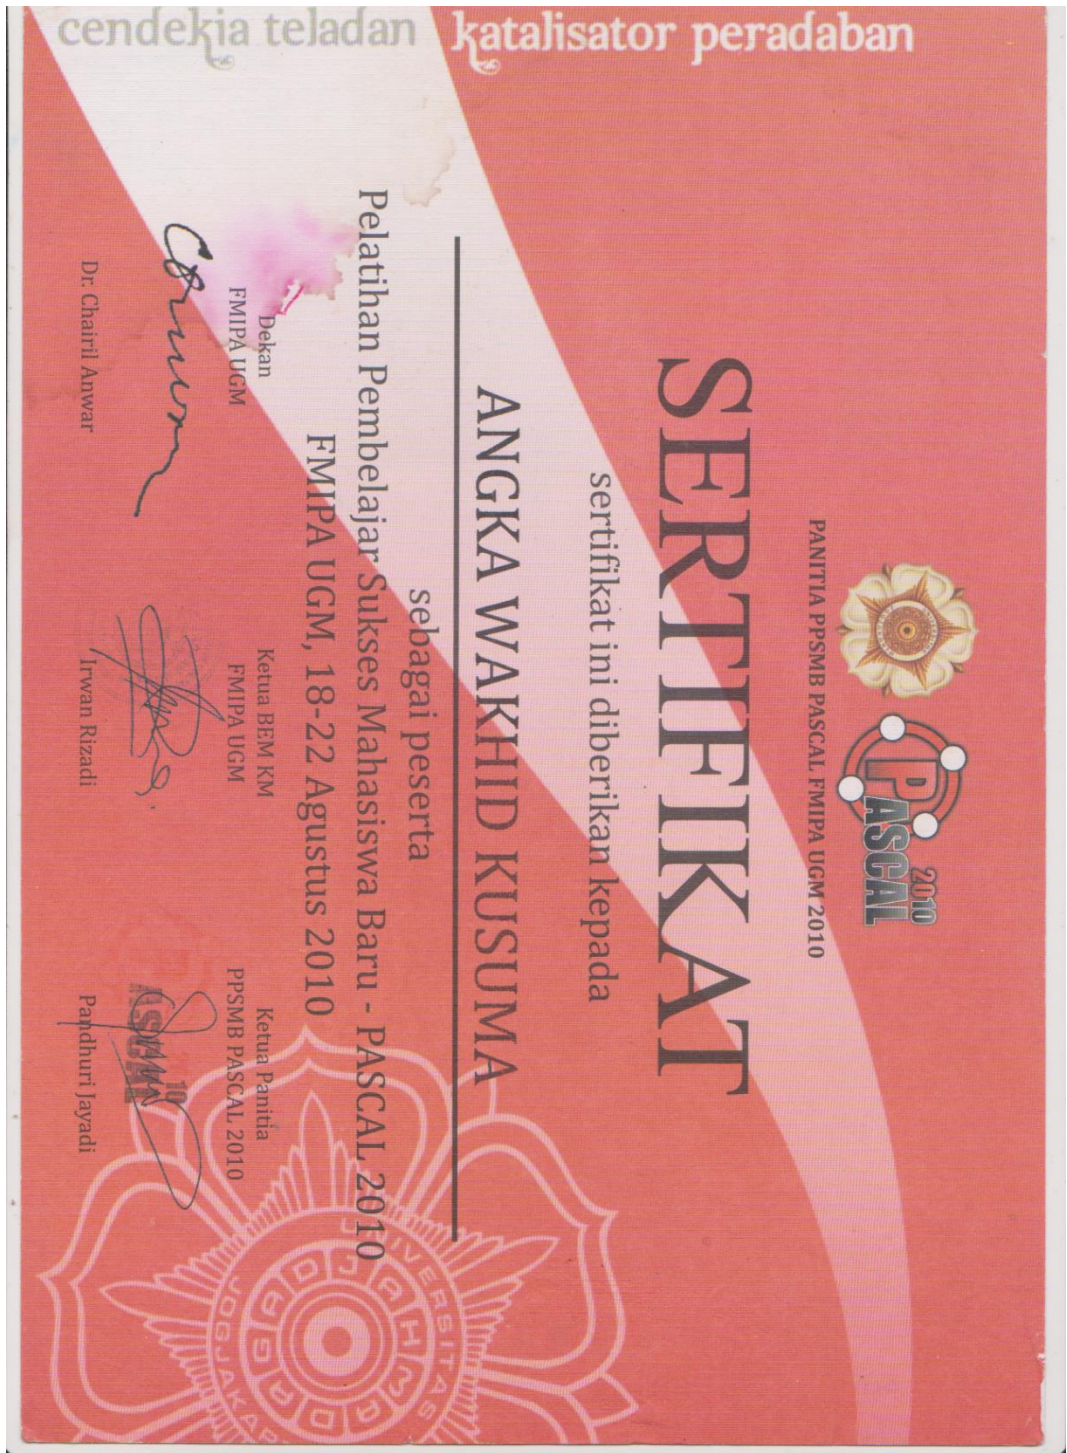 cendekia teladan katalisator peradaban
PASCAL
2010
PANITIA PPSMB PASCAL FMIPA UGM 2010
SERTIFIKAT
sertifikat ini diberikan kepada
ANGKA WAKHID KUSUMA
sebagai peserta
Pelatihan Pembelajar Sukses Mahasiswa Baru - PASCAL 2010
FMIPA UGM, 18-22 Agustus 2010
Dekan
FMIPA UGM
Dr. Chairil Anwar
Ketua BEM KM
FMIPA UGM
Irwan Rizadi
Ketua Panitia
PPSMB PASCAL 2010
Pandhuri Jayadi
UNIVERSITAS
GADJAH MADA